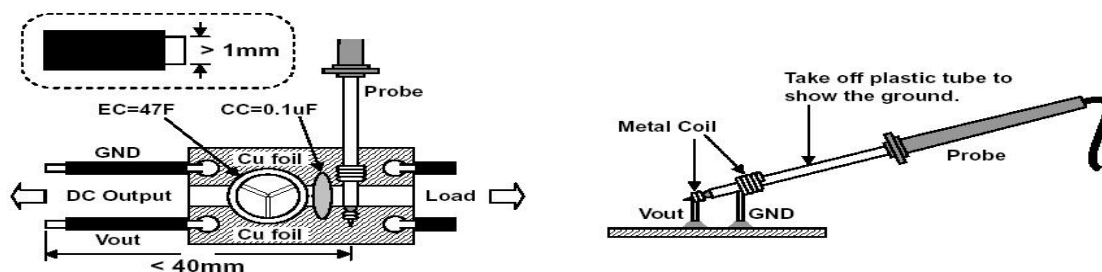 > 1mm
Probe
EC=47F
CC=0.1uF
GND
Cu foil
DC Output
Load
Cu foil
Vout
< 40mm
Take off plastic tube to
show the ground.
Metal Coil
Probe
Vout
GND